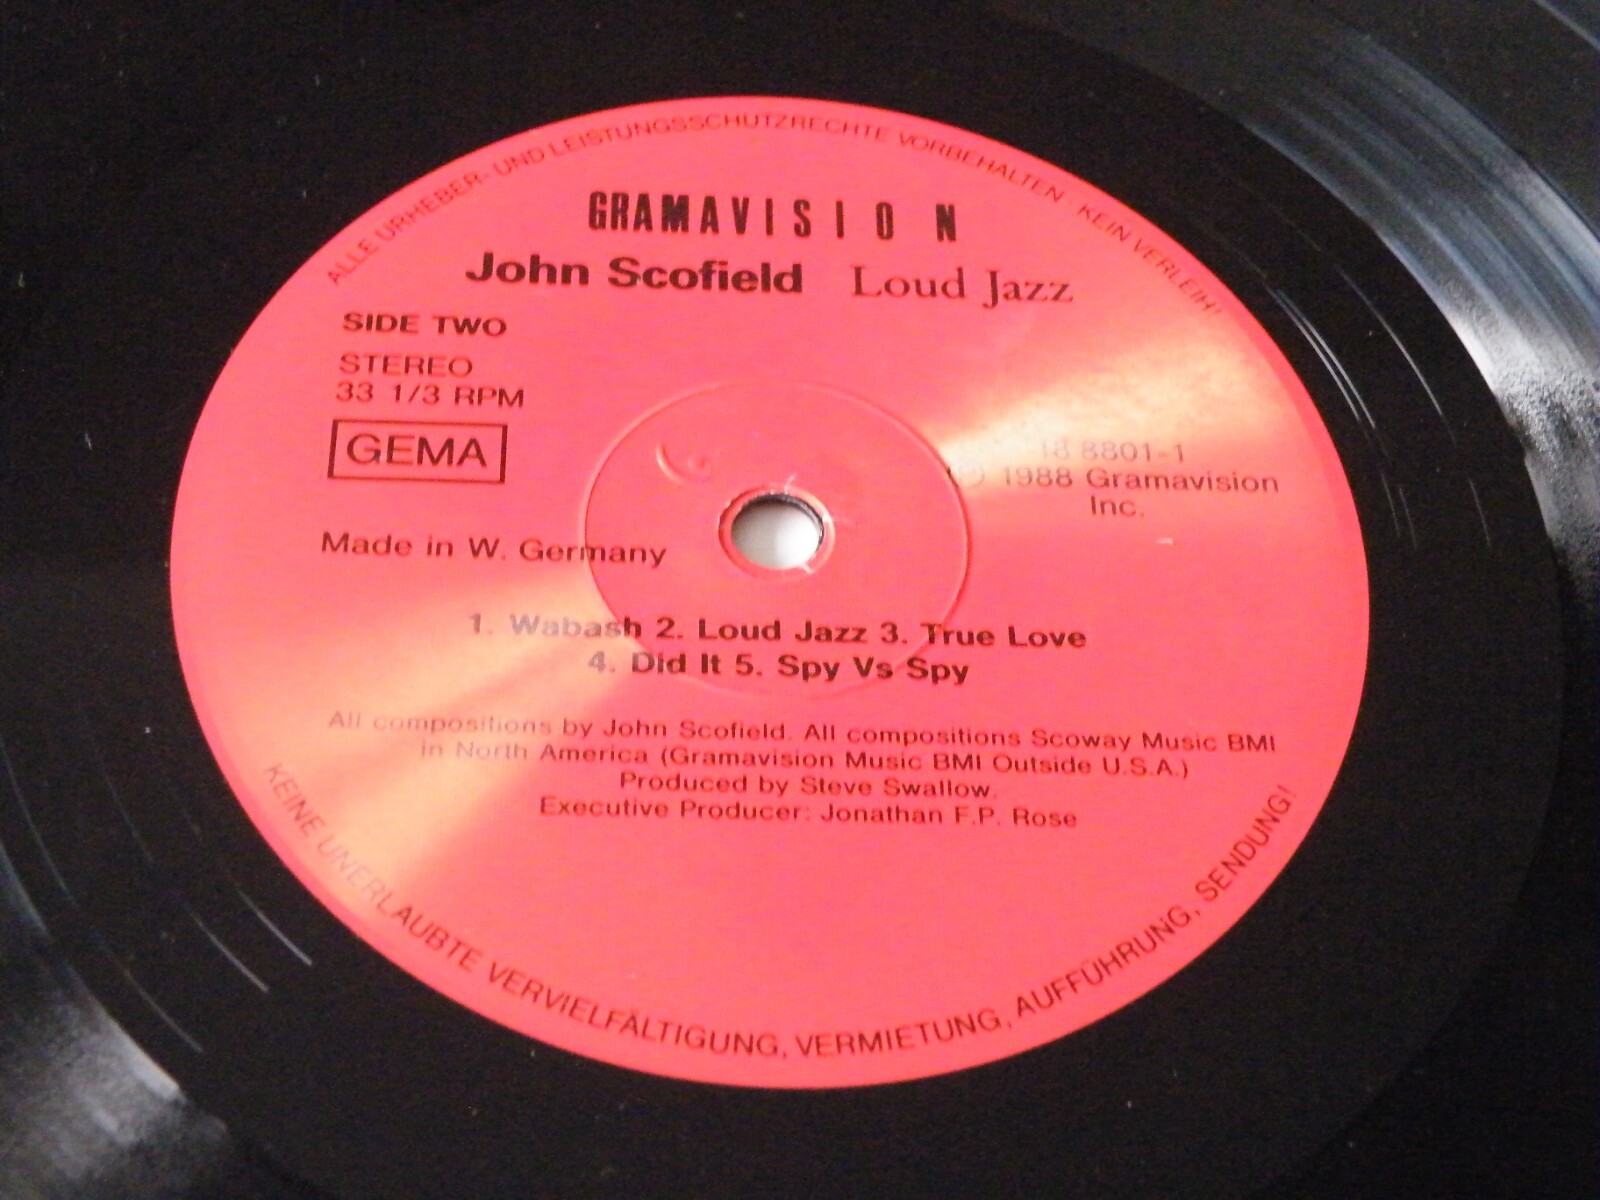 ALLE URHEBER- UND LEISTUNGSSCHUTZRECHTE VORBEHALTEN · KEIN VERLEIH!
GRAMAVISION
John Scofield Loud Jazz
SIDE TWO
STEREO
33 1/3 RPM
GEMA
18 8801-1
Ⓟ 1988 Gramavision
Inc.
Made in W. Germany
1. Wabash 2. Loud Jazz 3. True Love
4. Did It 5. Spy Vs Spy
All compositions by John Scofield. All compositions Scoway Music BMI
in North America (Gramavision Music BMI Outside U.S.A.)
Produced by Steve Swallow.
Executive Producer: Jonathan F.P. Rose
KEINE UNERLAUBTE VERVIELFÄLTIGUNG, VERMIETUNG, AUFFÜHRUNG, SENDUNG!